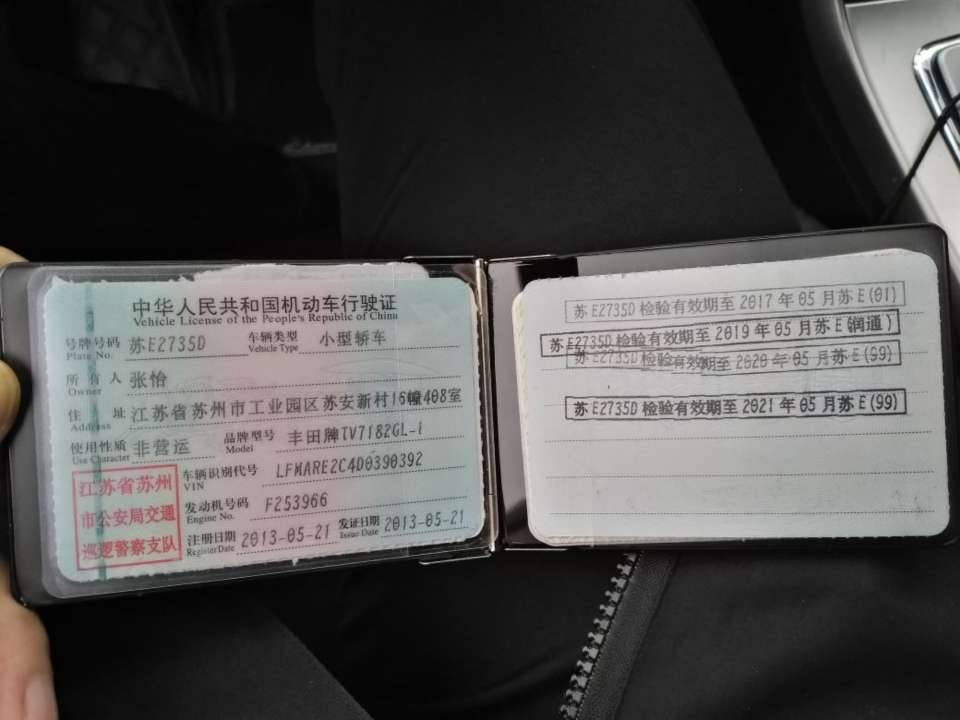 中华人民共和国机动车行驶证
Vehicle License of the People's Republic of China
号牌号码 苏E2735D 车辆类型 小型轿车
Plate No. Vehicle Type
所有人 张怡
Owner
住址 江苏省苏州市工业园区苏安新村16幢408室
Address
使用性质 非营运 品牌型号 丰田牌TV7182GL-i
Use Character Model
江苏省苏州
市公安局交通
巡逻警察支队
车辆识别代号 LFMARE2C4D0390392
VIN
发动机号码 F253966
Engine No.
注册日期 2013-05-21 发证日期 2013-05-21
Register Date Issue Date
苏E2735D 检验有效期至 2017 年 05 月苏 E(01)
苏E2735D 检验有效期至 2019 年 05 月苏 E(润通)
苏E2735D 检验有效期至 2020 年 05 月苏 E(99)
苏E2735D 检验有效期至 2021 年 05 月苏 E(99)